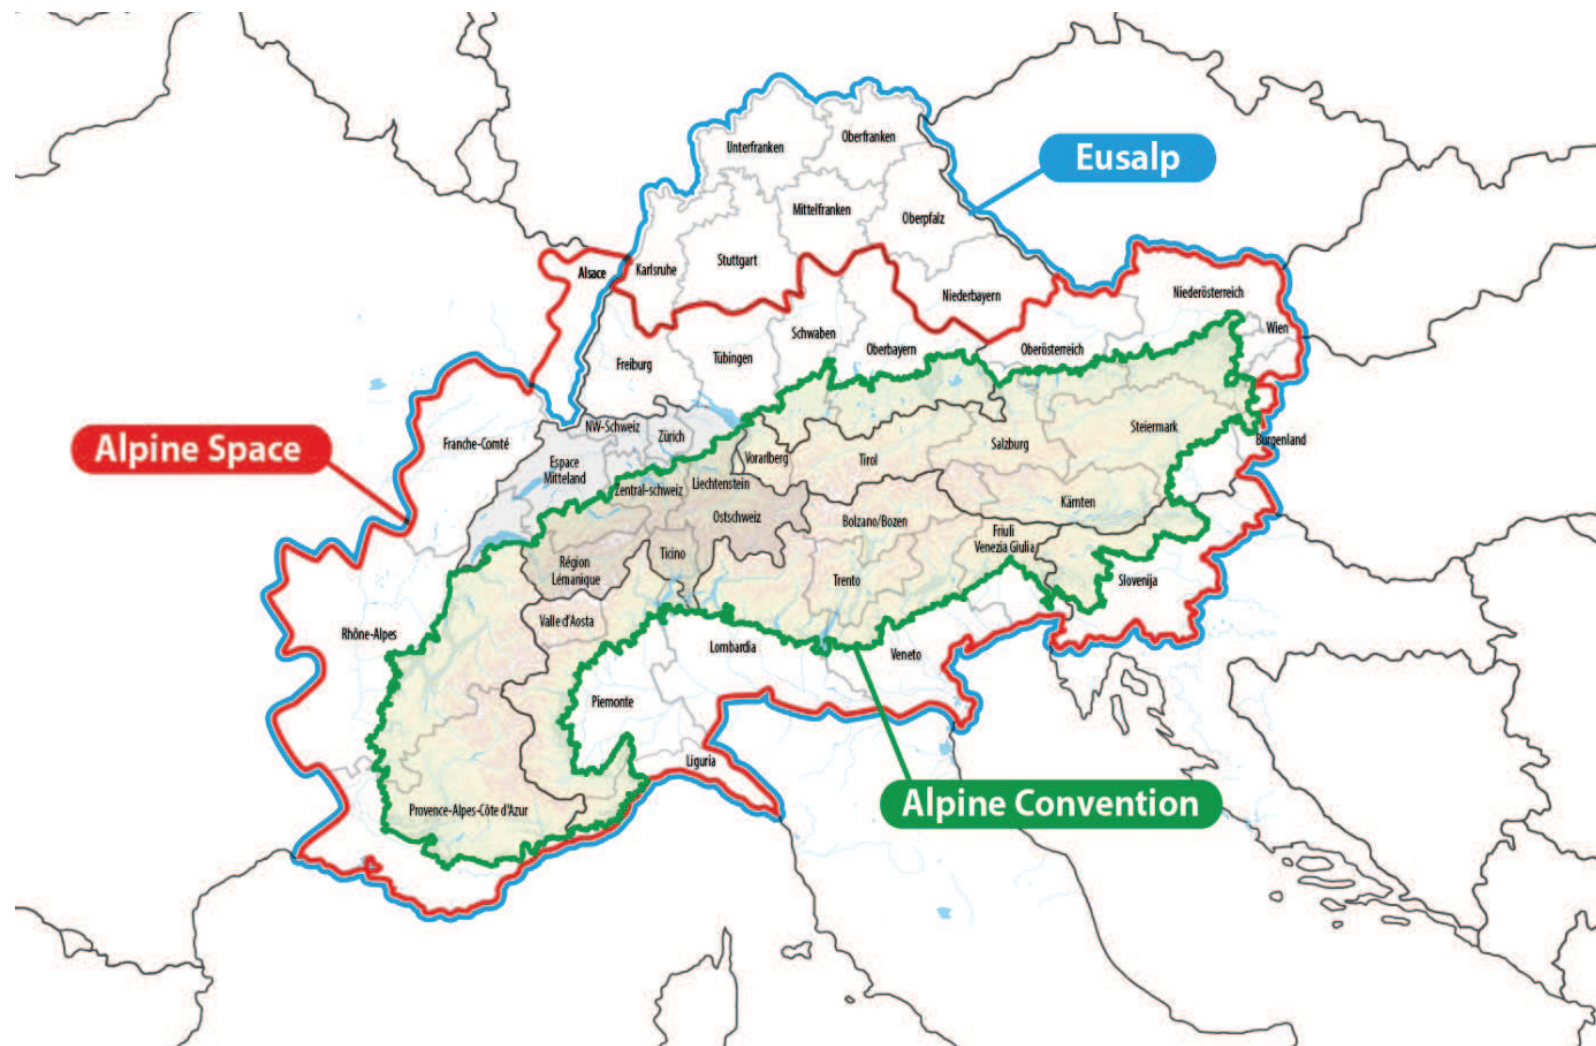 Oberfranken
Unterfranken
Eusalp
Mittelfranken
Oberpfalz
Stuttgart
Karlsruhe
Alsace
Niederbayern
Niederösterreich
Wien
Schwaben
Oberbayern
Oberösterreich
Tübingen
Freiburg
NW-Schweiz
Zürich
Franche-Comté
Alpine Space
Espace
Mitteland
Vorarlberg
Tirol
Salzburg
Steiermark
Burgenland
Zentral-schweiz
Liechtenstein
Ostschweiz
Bolzano/Bozen
Kärnten
Friuli
Venezia Giulia
Région
Lémanique
Ticino
Trento
Slovenija
Valle d'Aosta
Rhône-Alpes
Lombardia
Veneto
Piemonte
Liguria
Provence-Alpes-Côte d'Azur
Alpine Convention